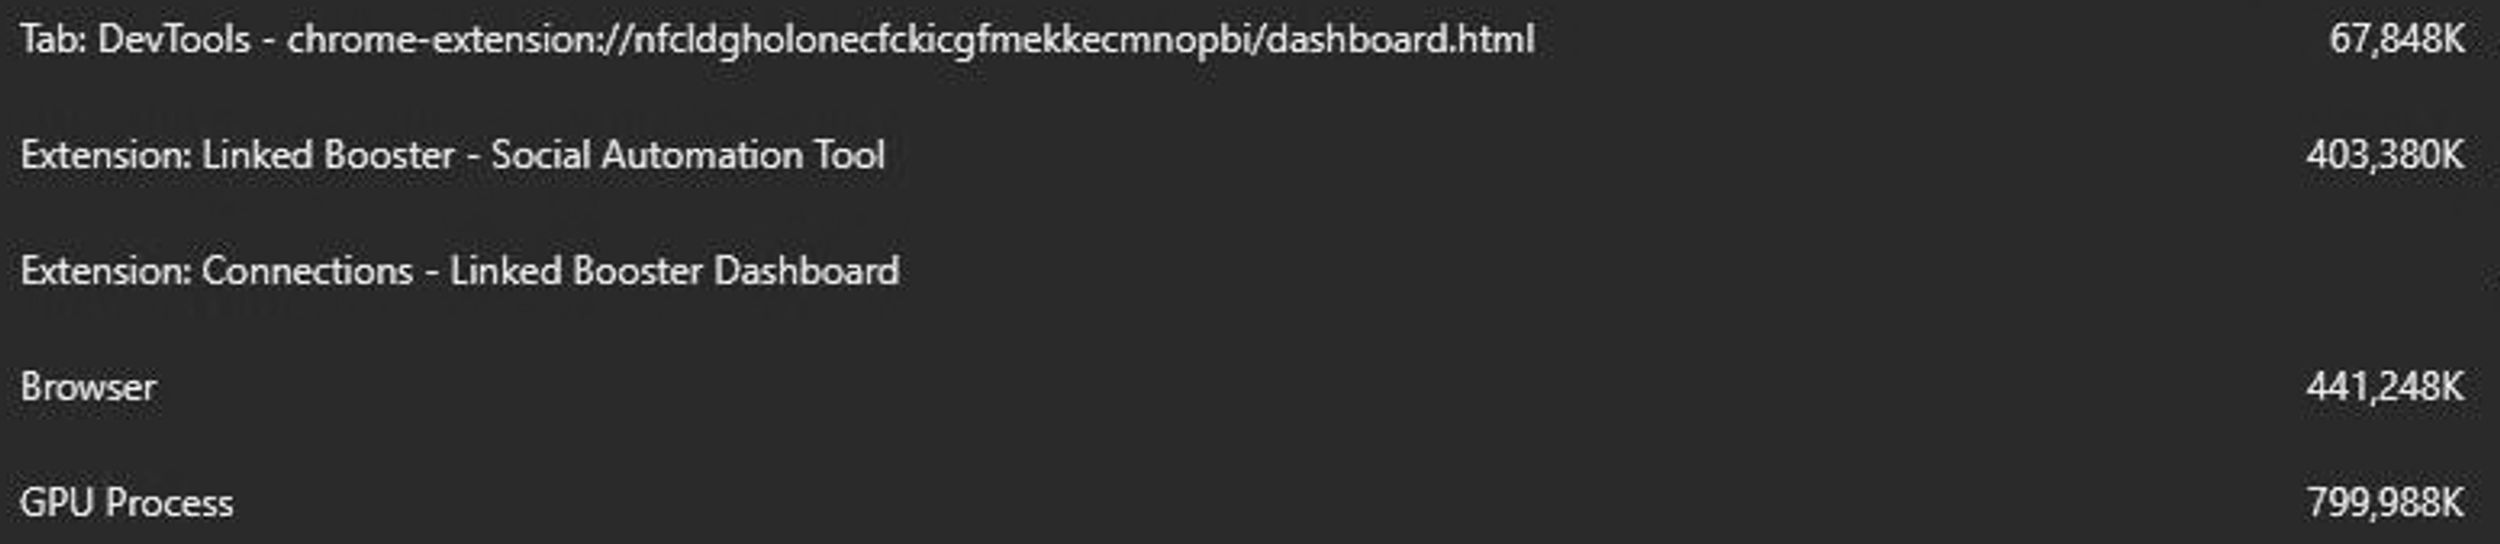 Tab: DevTools - chrome-extension://nfcldgholonecfckicgfmekkecmnopbi/dashboard.html 67,848K
Extension: Linked Booster - Social Automation Tool 403,380K
Extension: Connections - Linked Booster Dashboard
Browser 441,248K
GPU Process 799,988K